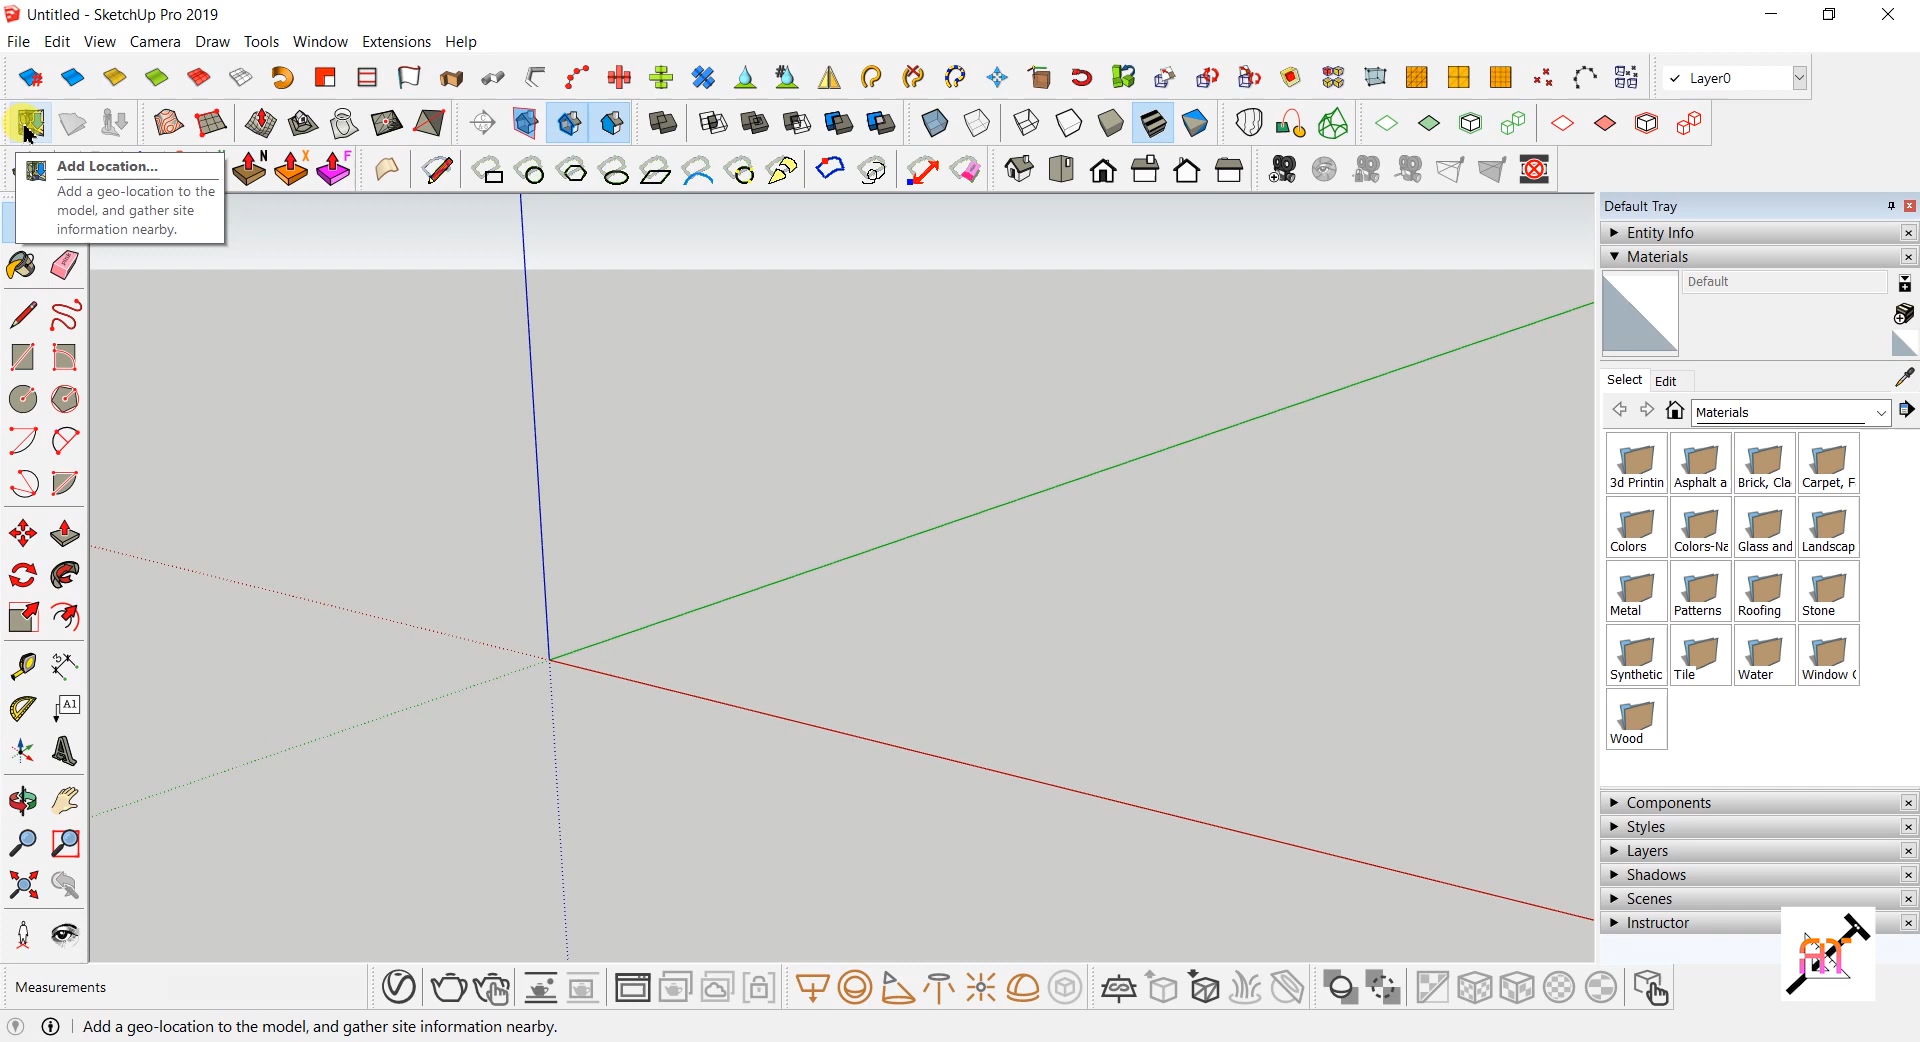 Untitled - SketchUp Pro 2019
File Edit View Camera Draw Tools Window Extensions Help
Layer0
Add Location...
Add a geo-location to the
model, and gather site
information nearby.
N X F
Default Tray
Entity Info
Materials
Default
Select Edit
Materials
3d Printin Asphalt a Brick, Cla Carpet, F
Colors Colors-Na Glass and Landscap
Metal Patterns Roofing Stone
Synthetic Tile Water Window C
Wood
A1
Components
Styles
Layers
Shadows
Scenes
Instructor
Measurements
Add a geo-location to the model, and gather site information nearby.